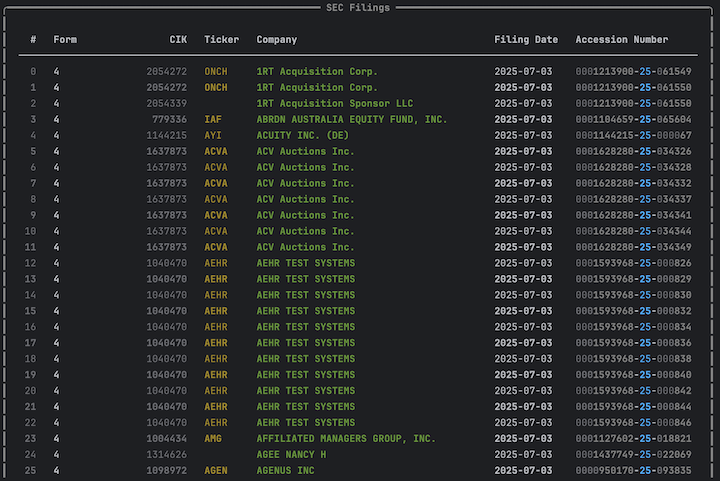 SEC Filings
# Form CIK Ticker Company Filing Date Accession Number
0 4 2054272 ONCH 1RT Acquisition Corp. 2025-07-03 0001213900-25-061549
1 4 2054272 ONCH 1RT Acquisition Corp. 2025-07-03 0001213900-25-061550
2 4 2054339 1RT Acquisition Sponsor LLC 2025-07-03 0001213900-25-061550
3 4 779336 IAF ABRDN AUSTRALIA EQUITY FUND, INC. 2025-07-03 0001104659-25-065604
4 4 1144215 AYI ACUITY INC. (DE) 2025-07-03 0001144215-25-000067
5 4 1637873 ACVA ACV Auctions Inc. 2025-07-03 0001628280-25-034326
6 4 1637873 ACVA ACV Auctions Inc. 2025-07-03 0001628280-25-034328
7 4 1637873 ACVA ACV Auctions Inc. 2025-07-03 0001628280-25-034332
8 4 1637873 ACVA ACV Auctions Inc. 2025-07-03 0001628280-25-034337
9 4 1637873 ACVA ACV Auctions Inc. 2025-07-03 0001628280-25-034341
10 4 1637873 ACVA ACV Auctions Inc. 2025-07-03 0001628280-25-034344
11 4 1637873 ACVA ACV Auctions Inc. 2025-07-03 0001628280-25-034349
12 4 1040470 AEHR AEHR TEST SYSTEMS 2025-07-03 0001593968-25-000826
13 4 1040470 AEHR AEHR TEST SYSTEMS 2025-07-03 0001593968-25-000829
14 4 1040470 AEHR AEHR TEST SYSTEMS 2025-07-03 0001593968-25-000830
15 4 1040470 AEHR AEHR TEST SYSTEMS 2025-07-03 0001593968-25-000832
16 4 1040470 AEHR AEHR TEST SYSTEMS 2025-07-03 0001593968-25-000834
17 4 1040470 AEHR AEHR TEST SYSTEMS 2025-07-03 0001593968-25-000836
18 4 1040470 AEHR AEHR TEST SYSTEMS 2025-07-03 0001593968-25-000838
19 4 1040470 AEHR AEHR TEST SYSTEMS 2025-07-03 0001593968-25-000840
20 4 1040470 AEHR AEHR TEST SYSTEMS 2025-07-03 0001593968-25-000842
21 4 1040470 AEHR AEHR TEST SYSTEMS 2025-07-03 0001593968-25-000844
22 4 1040470 AEHR AEHR TEST SYSTEMS 2025-07-03 0001593968-25-000846
23 4 1004434 AMG AFFILIATED MANAGERS GROUP, INC. 2025-07-03 0001127602-25-018821
24 4 1314626 AGEE NANCY H 2025-07-03 0001437749-25-022069
25 4 1098972 AGEN AGENUS INC 2025-07-03 0000950170-25-093835